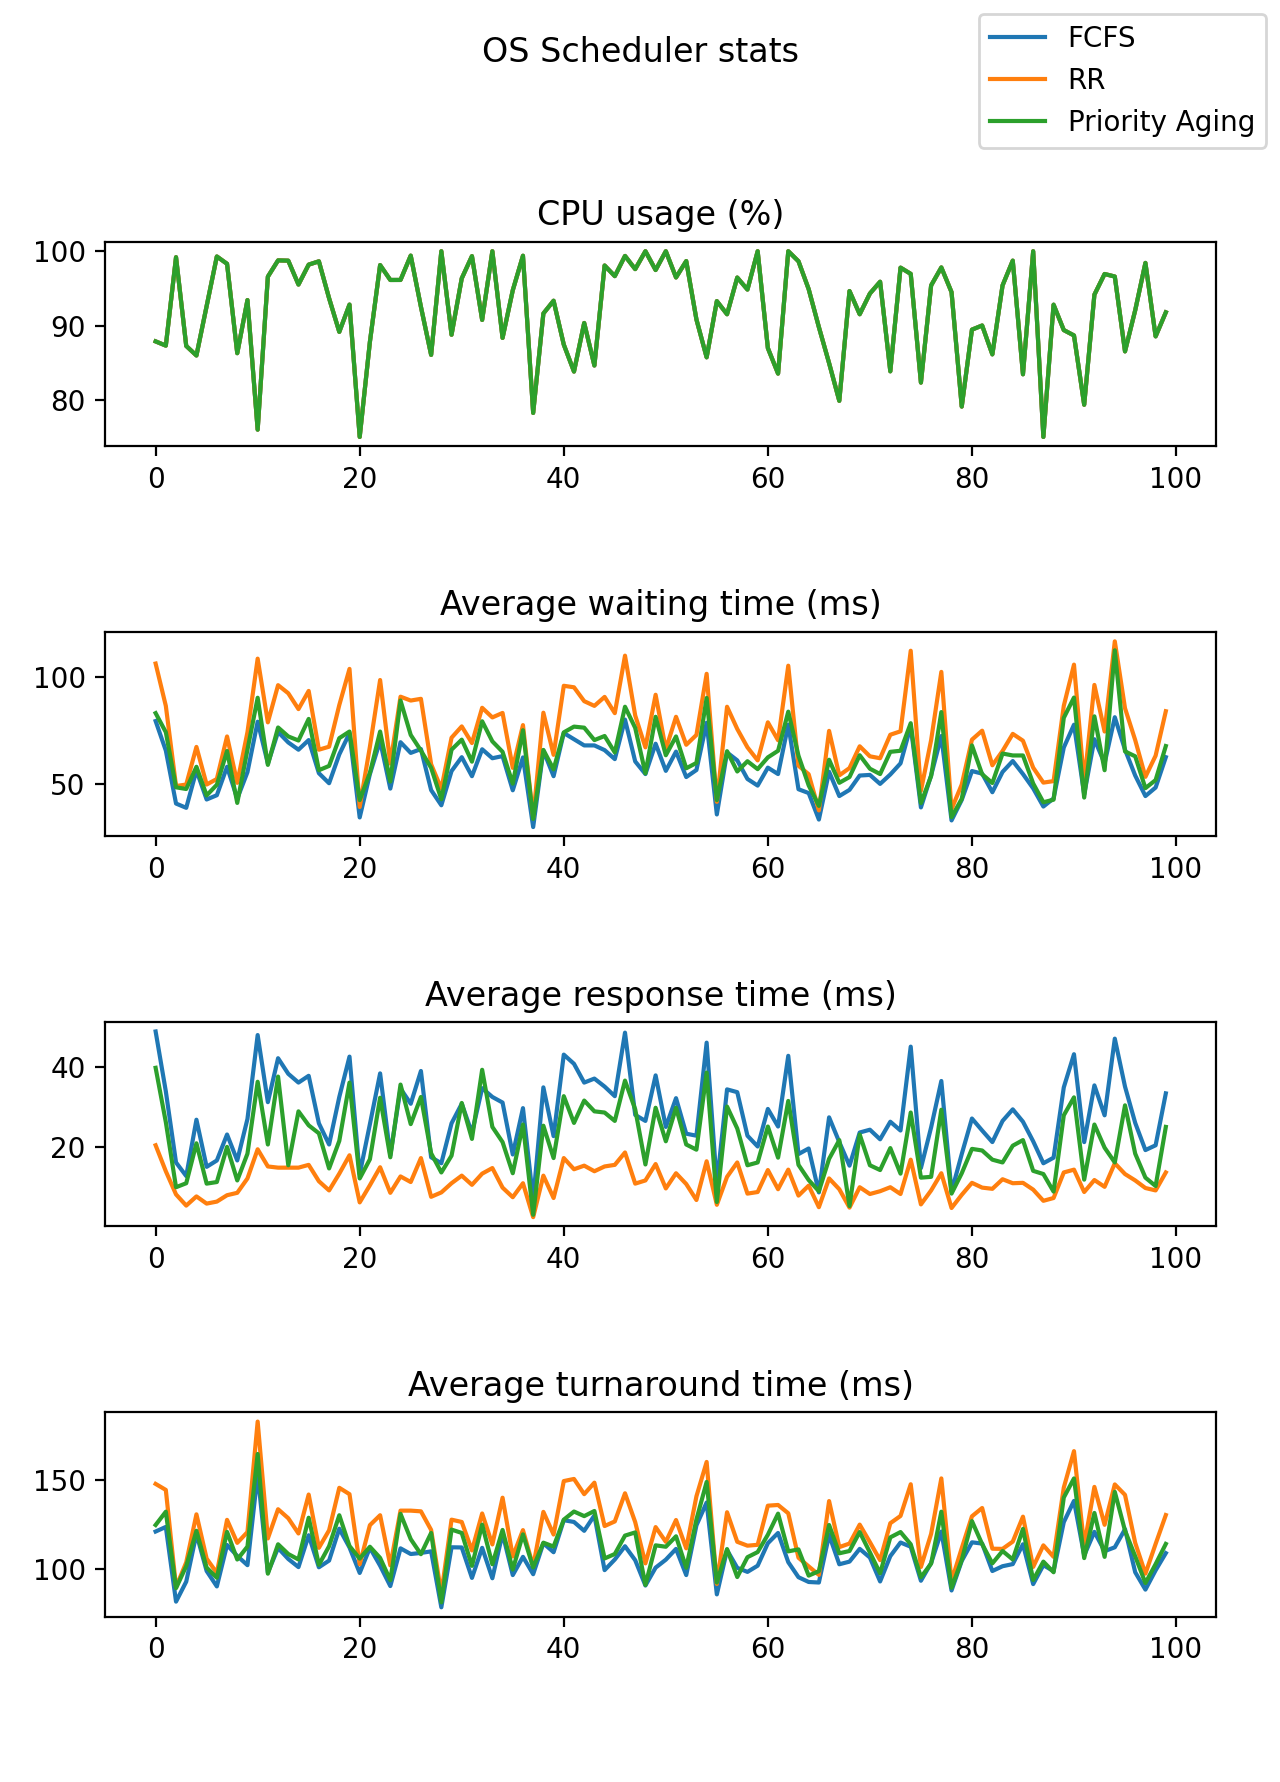 OS Scheduler stats
FCFS
RR
Priority Aging
CPU usage (%)
100
90
80
0 20 40 60 80 100
Average waiting time (ms)
100
50
0 20 40 60 80 100
Average response time (ms)
40
20
0 20 40 60 80 100
Average turnaround time (ms)
150
100
0 20 40 60 80 100